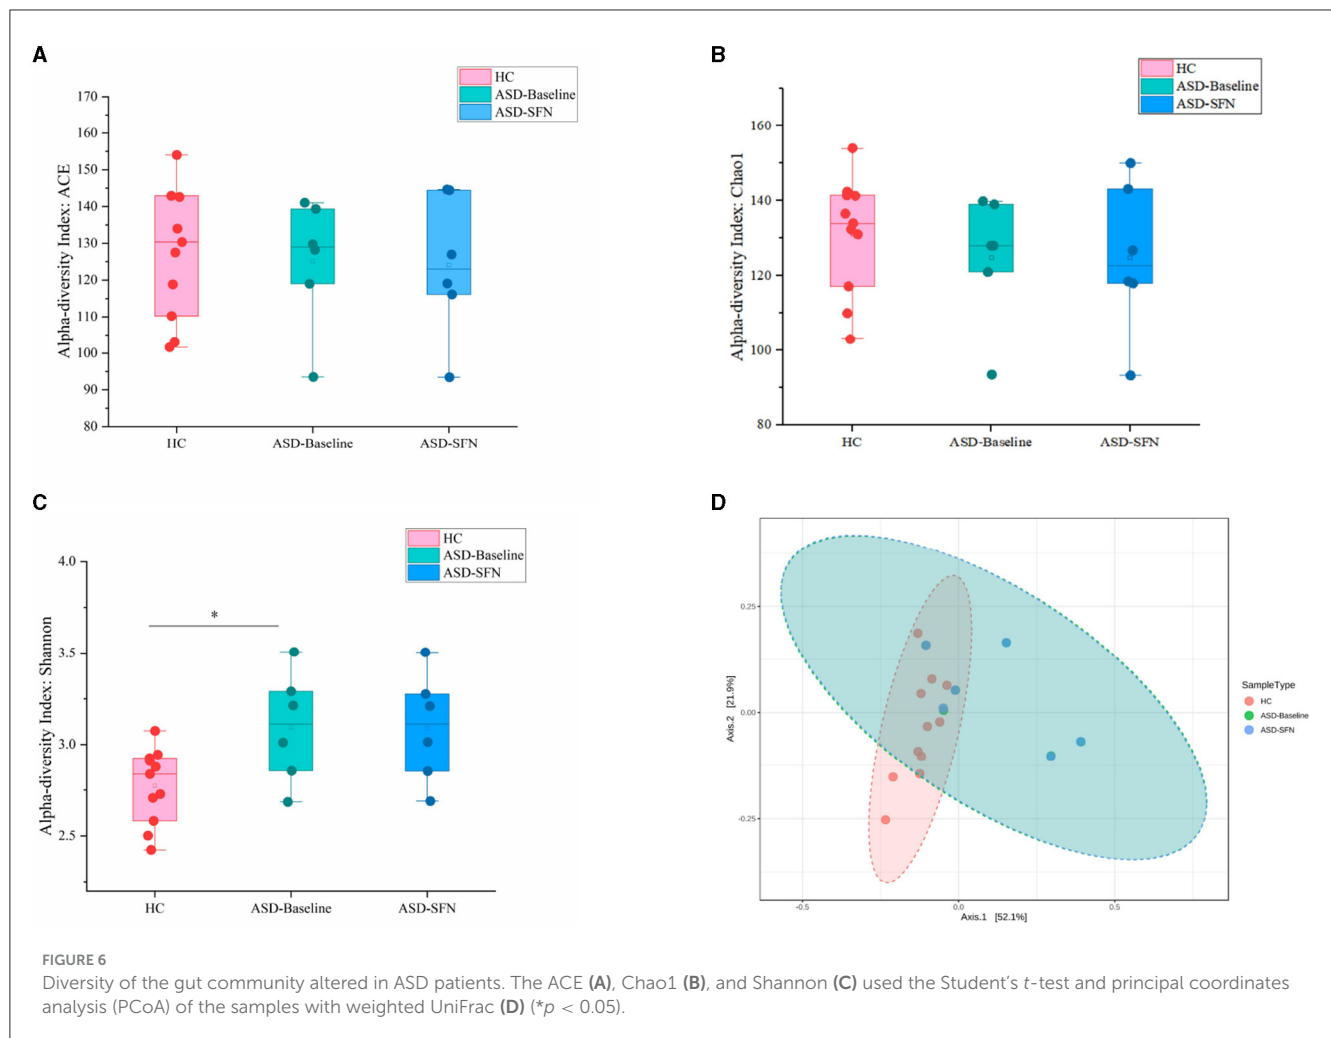 A
HC
ASD-Baseline
ASD-SFN
170
160
150
140
130
120
110
100
90
80
Alpha-diversity Index: ACE
HC
ASD-Baseline
ASD-SFN
B
HC
ASD-Baseline
ASD-SFN
160
140
120
100
80
Alpha-diversity Index: Chao1
HC
ASD-Baseline
ASD-SFN
C
HC
ASD-Baseline
ASD-SFN
4.0
3.5
3.0
2.5
*
Alpha-diversity Index: Shannon
HC
ASD-Baseline
ASD-SFN
D
0.25
0.00
-0.25
Axis.2 [21.9%]
-0.5
0.0
0.5
Axis.1 [52.1%]
SampleType
HC
ASD-Baseline
ASD-SFN
FIGURE 6
Diversity of the gut community altered in ASD patients. The ACE (A), Chao1 (B), and Shannon (C) used the Student's t-test and principal coordinates
analysis (PCoA) of the samples with weighted UniFrac (D) (*p < 0.05).